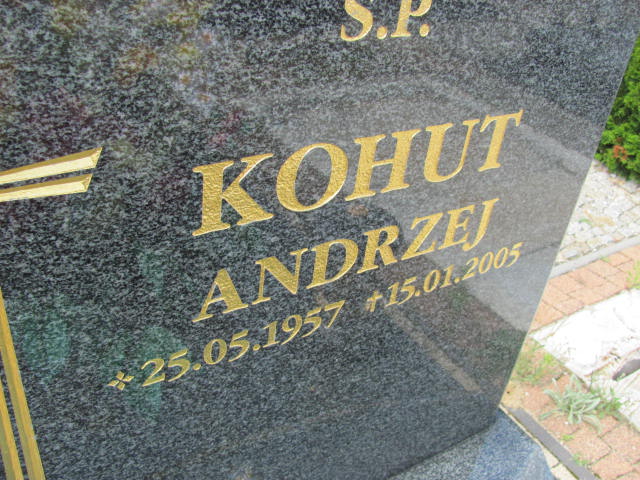 S.P.
KOHUT
ANDRZEJ
25.05.1957 †15.01.2005